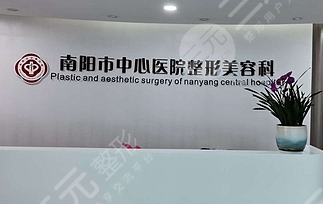 南阳市中心医院整形美容科
Plastic and aesthetic surgery of nanyang central hospital